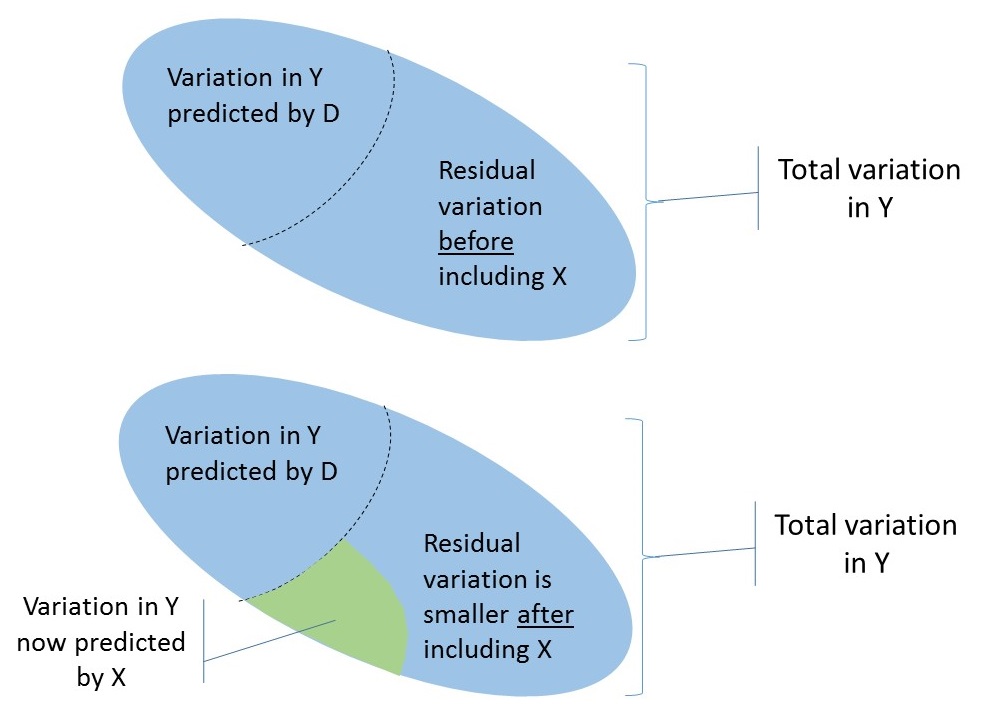 Variation in Y
predicted by D
Residual
variation
before
including X
Total variation
in Y
Variation in Y
predicted by D
Residual
variation is
smaller after
including X
Total variation
in Y
Variation in Y
now predicted
by X